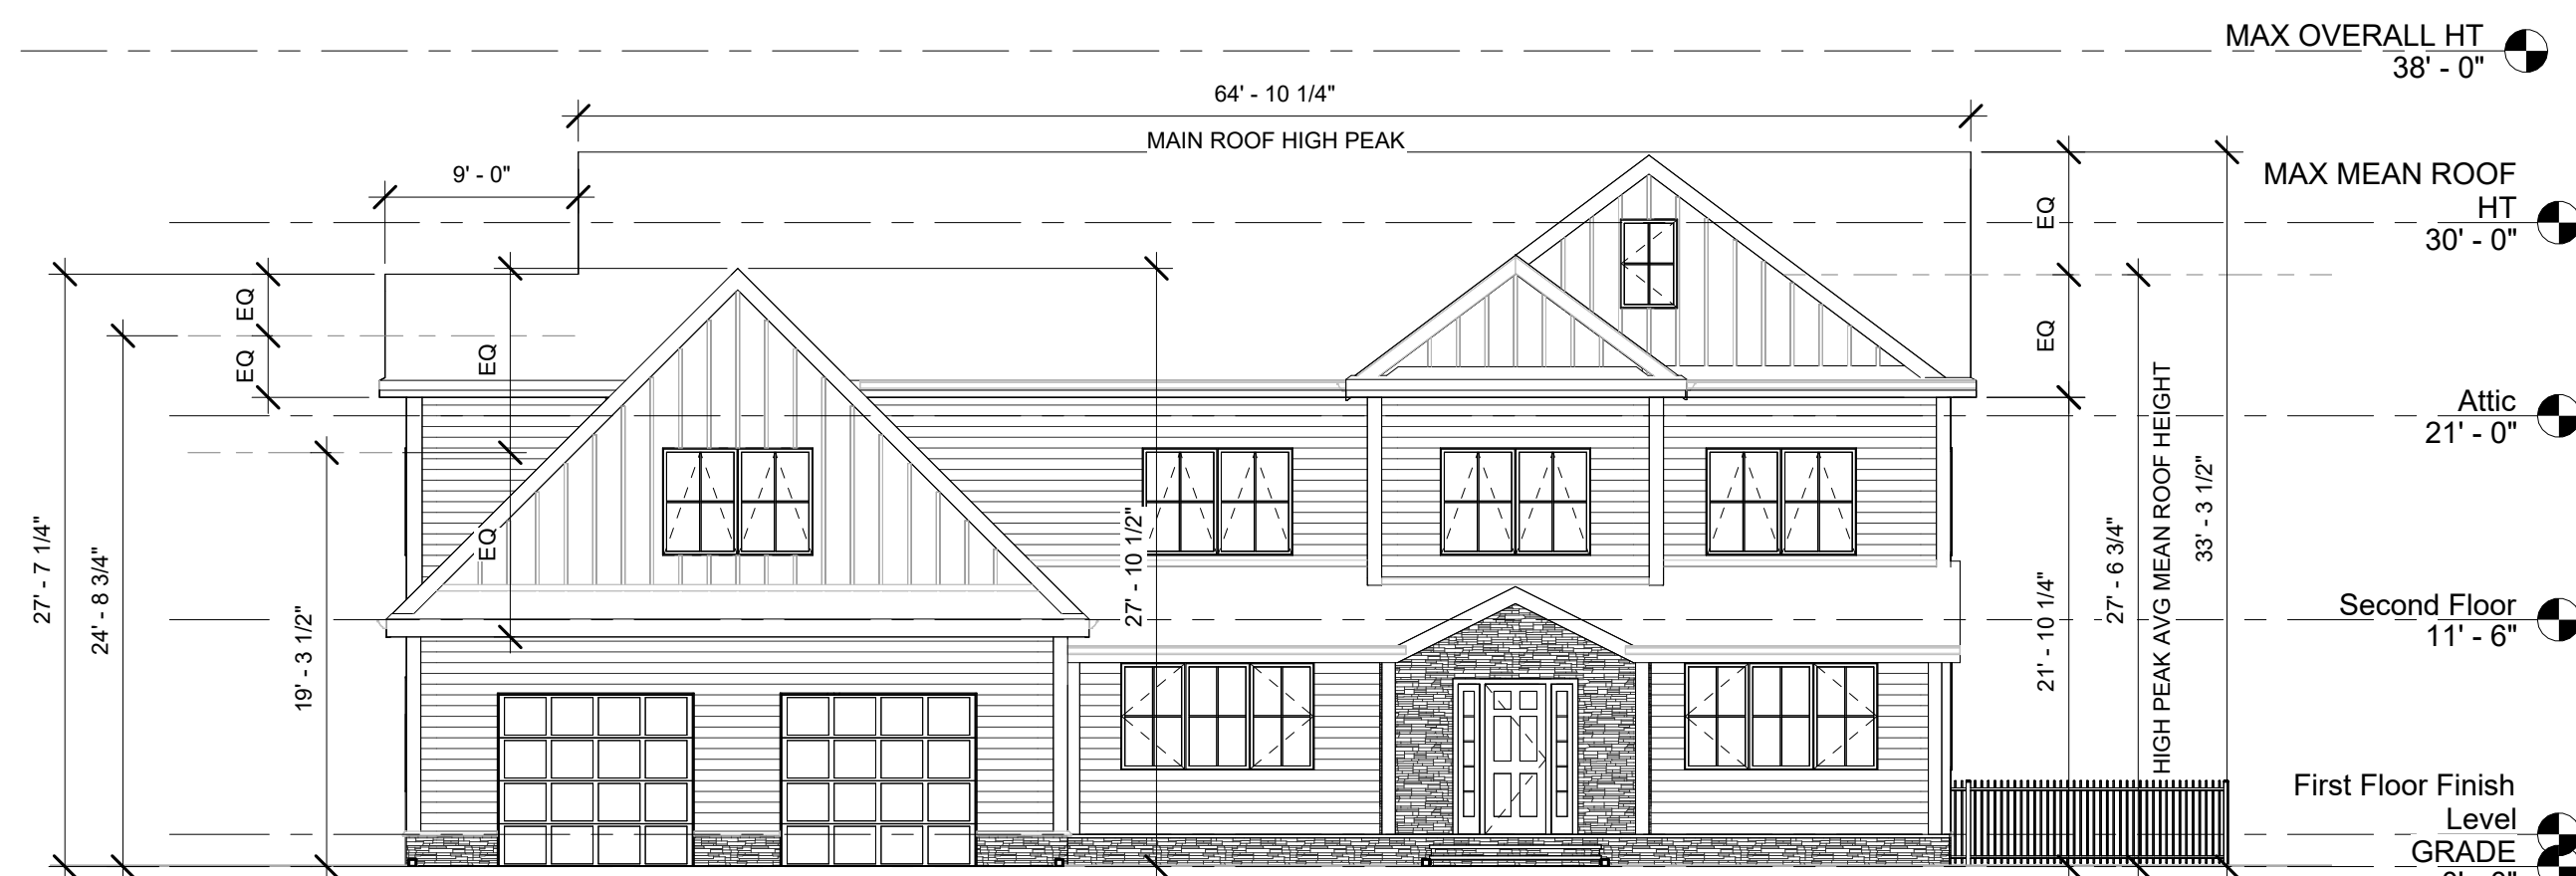 MAX OVERALL HT
38' - 0"
64' - 10 1/4"
MAIN ROOF HIGH PEAK
9' - 0"
MAX MEAN ROOF
HT
30' - 0"
EQ
EQ
EQ
EQ
EQ
EQ
Attic
21' - 0"
27' - 7 1/4"
24' - 8 3/4"
19' - 3 1/2"
27' - 10 1/2"
21' - 10 1/4"
27' - 6 3/4"
HIGH PEAK AVG MEAN ROOF HEIGHT
33' - 3 1/2"
Second Floor
11' - 6"
First Floor Finish
Level
GRADE